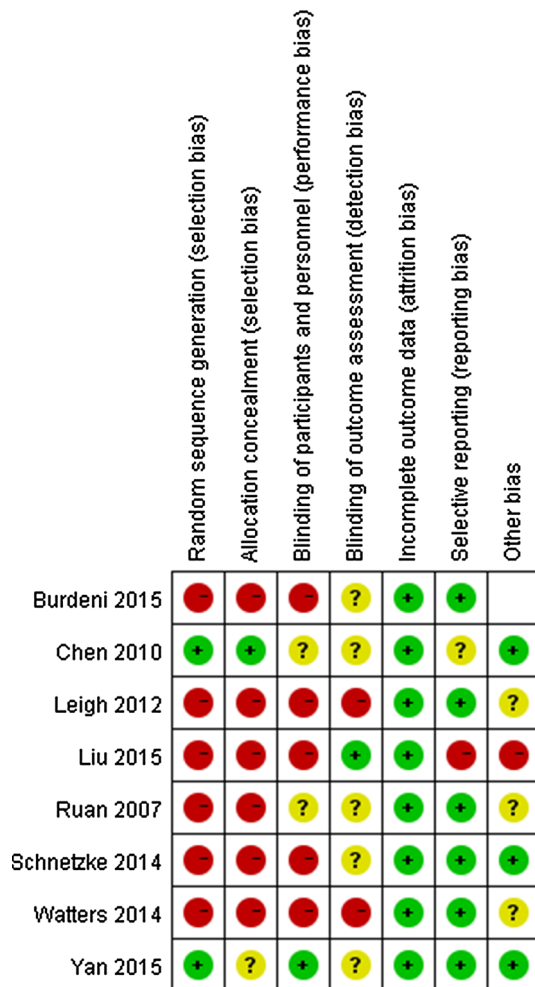 Random sequence generation (selection bias)
Allocation concealment (selection bias)
Blinding of participants and personnel (performance bias)
Blinding of outcome assessment (detection bias)
Incomplete outcome data (attrition bias)
Selective reporting (reporting bias)
Other bias
Burdeni 2015 - - - ? + +
Chen 2010 + + ? ? + ? +
Leigh 2012 - - - - + + ?
Liu 2015 - - - + + - -
Ruan 2007 - - ? ? + + ?
Schnetzke 2014 - - - ? + + +
Watters 2014 - - - - + + ?
Yan 2015 + ? + ? + + +